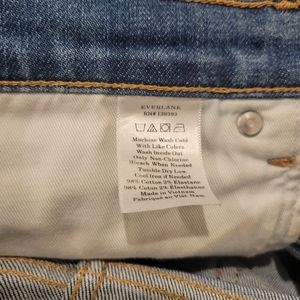 EVERLANE
RN# 139393
Machine Wash Cold
With Like Colors
Wash Inside Out
Only Non-Chlorine
Bleach When Needed
Tumble Dry Low
Cool Iron if Needed
98% Cotton 2% Elastane
98% Coton 2% Elasthanne
Made in Vietnam
Fabriqué au Viêt Nam.